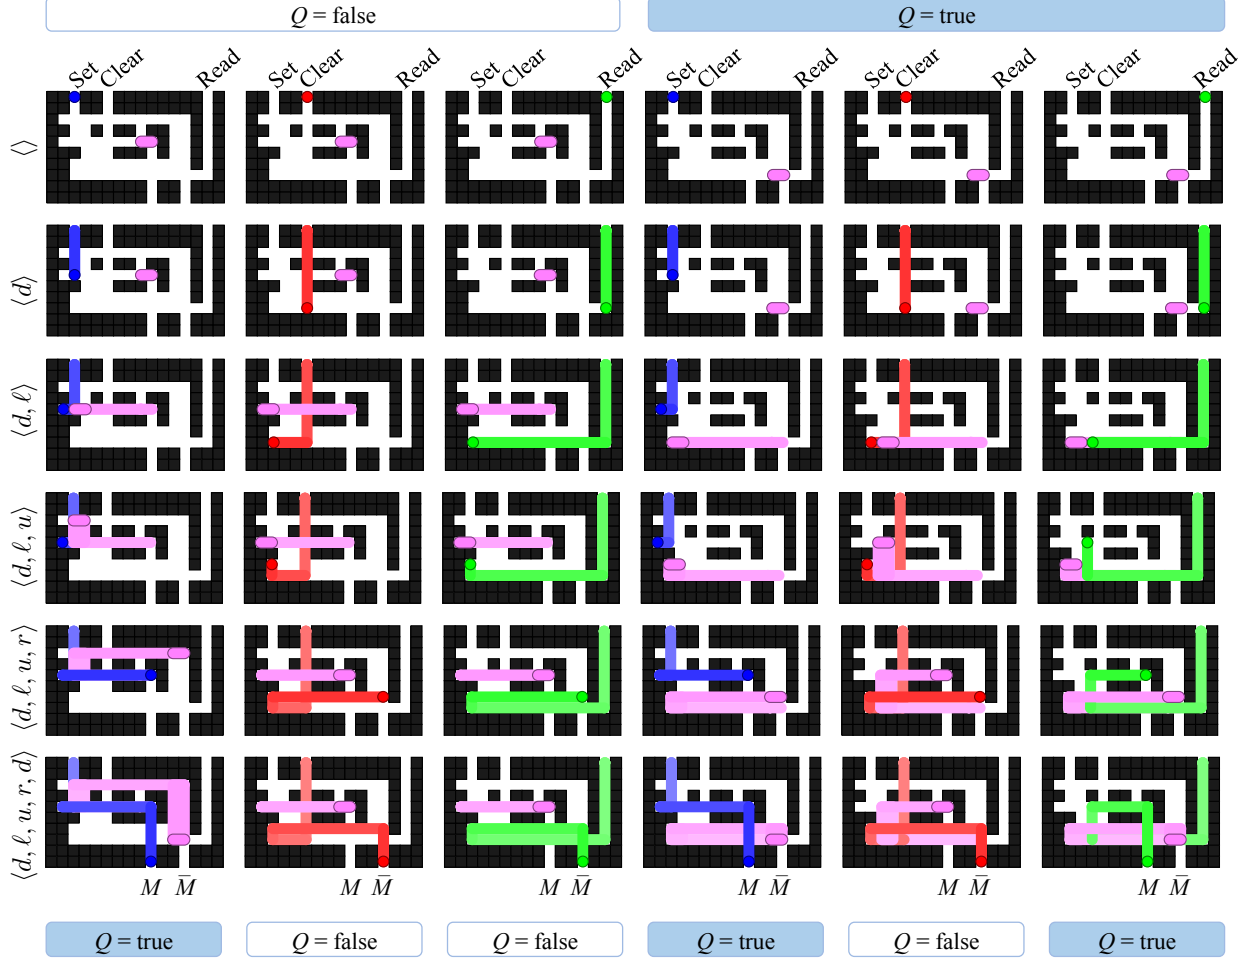 Q = false Q = true
Set Clear Read Set Clear Read Set Clear Read Set Clear Read Set Clear Read Set Clear Read
⟨⟩
⟨d⟩
⟨d, ℓ⟩
⟨d, ℓ, u⟩
⟨d, ℓ, u, r⟩
⟨d, ℓ, u, r, d⟩
M M̄ M M̄ M M̄ M M̄ M M̄ M M̄
Q = true Q = false Q = false Q = true Q = false Q = true